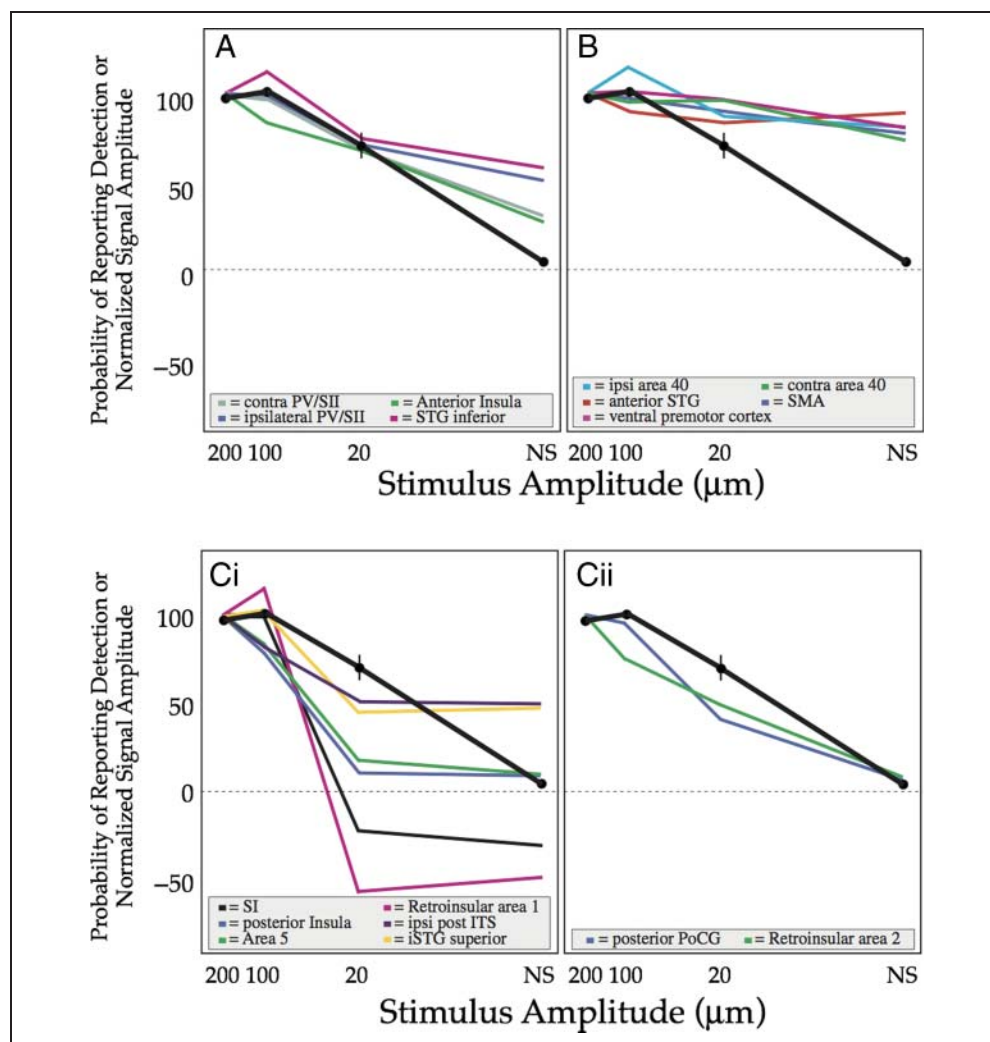 A
B
Probability of Reporting Detection or
Normalized Signal Amplitude
100
50
0
–50
= contra PV/SII = Anterior Insula
= ipsilateral PV/SII = STG inferior
= ipsi area 40 = contra area 40
= anterior STG = SMA
= ventral premotor cortex
200 100 20 NS
200 100 20 NS
Stimulus Amplitude (μm)
Ci
Cii
Probability of Reporting Detection or
Normalized Signal Amplitude
100
50
0
–50
= SI = Retroinsular area 1
= posterior Insula = ipsi post ITS
= Area 5 = iSTG superior
= posterior PoCG = Retroinsular area 2
200 100 20 NS
200 100 20 NS
Stimulus Amplitude (μm)